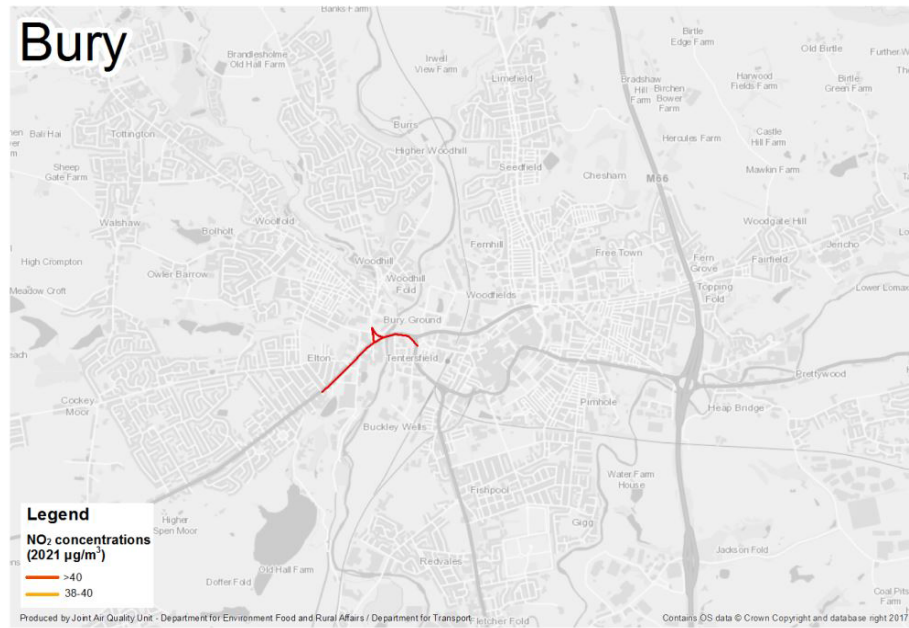 Bury
Banks Farm
Brandlesholme
Old Hall Farm
Irwell
View Farm
Limefield
Birtle
Edge Farm
Old Birtle
Further
Bradshaw
Hill
Farm
Birchen
Bower
Farm
Harwood
Fields Farm
Birtle
Green Farm
Bali Hai
Tottington
Burrs
Higher Woodhill
Hercules Farm
Castle
Hill Farm
Sheep
Gate Farm
Seedfield
Chesham
M66
Mawkin Farm
Walshaw
Woolfold
Bolholt
Woodgate Hill
Jericho
Fernhill
Free Town
High Crompton
Owler Barrow
Woodhill
Fern
Grove
Fairfield
Meadow Croft
Woodhill
Fold
Woodfields
Topping
Fold
Lower Lomax
Bury Ground
Elton
Tentersfield
Prettywood
Cockey
Moor
Pimhole
Heap Bridge
Buckley Wells
Water Farm
House
Fishpool
Gigg
Higher
Spen Moor
Redvales
Jackson Fold
Doffer Fold
Old Hall Farm
Coal Pits
Farm
Fletcher Fold
Legend
NO₂ concentrations
(2021 µg/m³)
>40
38-40
Produced by Joint Air Quality Unit - Department for Environment Food and Rural Affairs / Department for Transport
Contains OS data © Crown Copyright and database right 2017